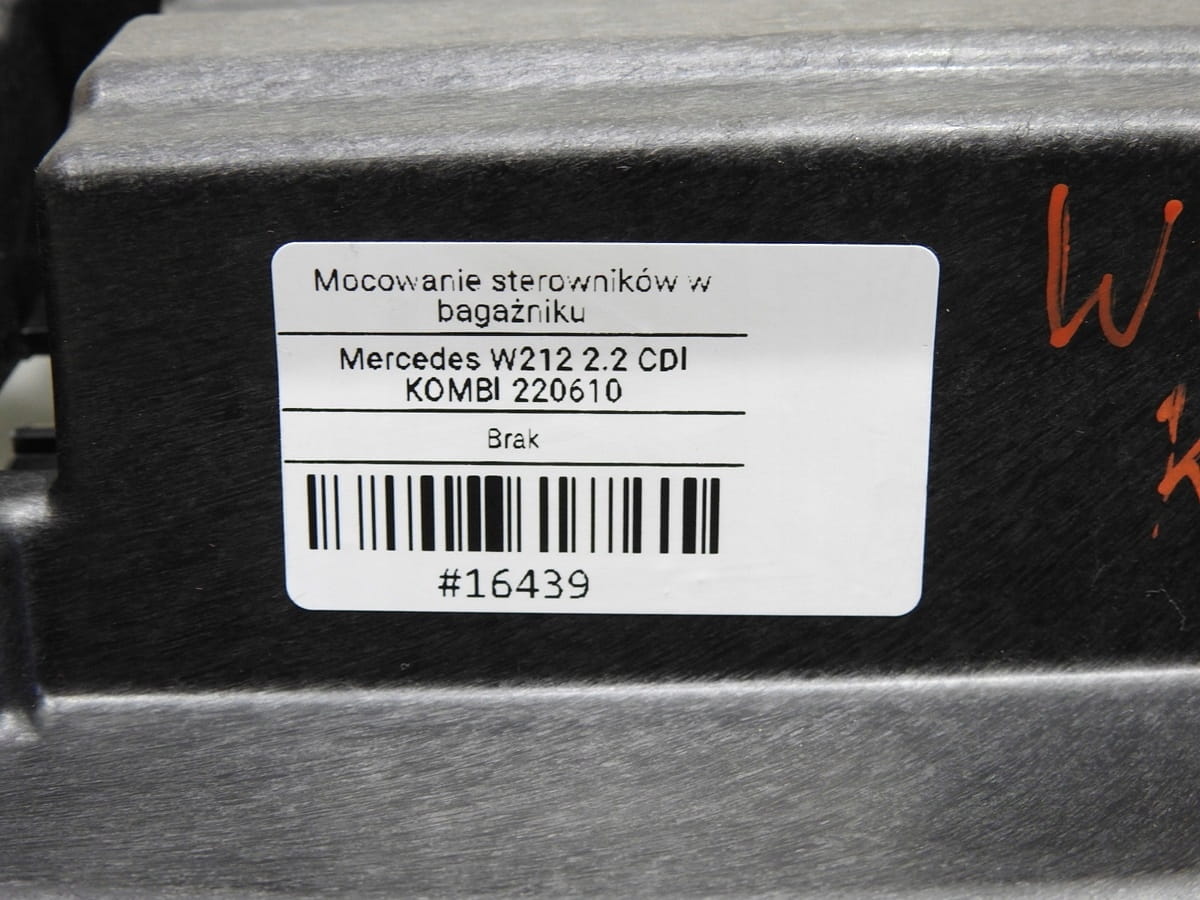 Mocowanie sterowników w
bagażniku
Mercedes W212 2.2 CDI
KOMBI 220610
Brak
#16439
W
k